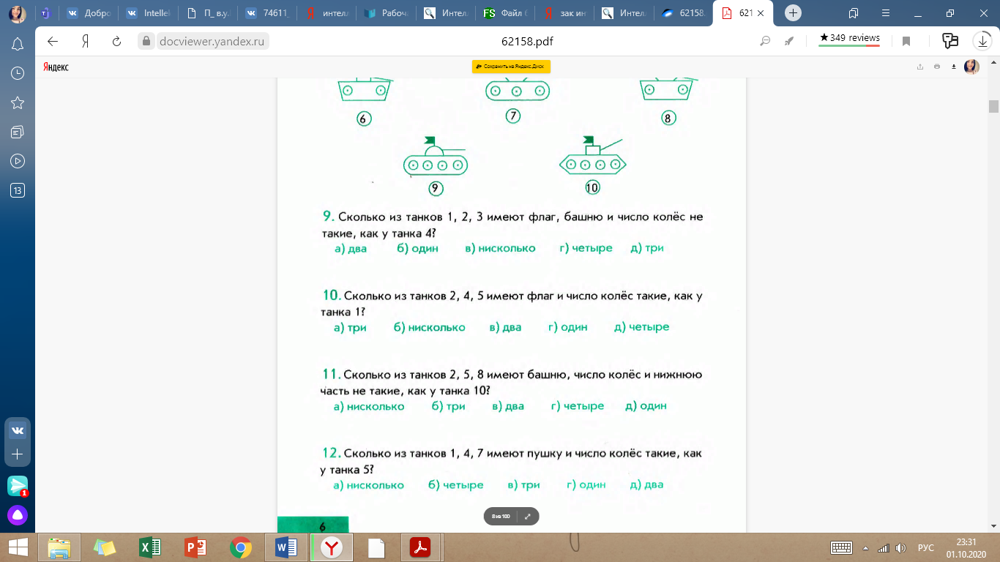 Добро
Intellek
П_ в.у.
74611_
интелл
Рабоча
Интел
Файл б
зак ин
Интел
62158.
621
docviewer.yandex.ru
62158.pdf
★349 reviews
Яндекс
Сохранить на Яндекс.Диск
6
7
8
9
10
9. Сколько из танков 1, 2, 3 имеют флаг, башню и число колёс не
такие, как у танка 4?
а) два б) один в) нисколько г) четыре д) три
10. Сколько из танков 2, 4, 5 имеют флаг и число колёс такие, как у
танка 1?
а) три б) нисколько в) два г) один д) четыре
11. Сколько из танков 2, 5, 8 имеют башню, число колёс и нижнюю
часть не такие, как у танка 10?
а) нисколько б) три в) два г) четыре д) один
12. Сколько из танков 1, 4, 7 имеют пушку и число колёс такие, как
у танка 5?
а) нисколько б) четыре в) три г) один д) два
6
8 из 100
13
1
РУС
23:31
01.10.2020